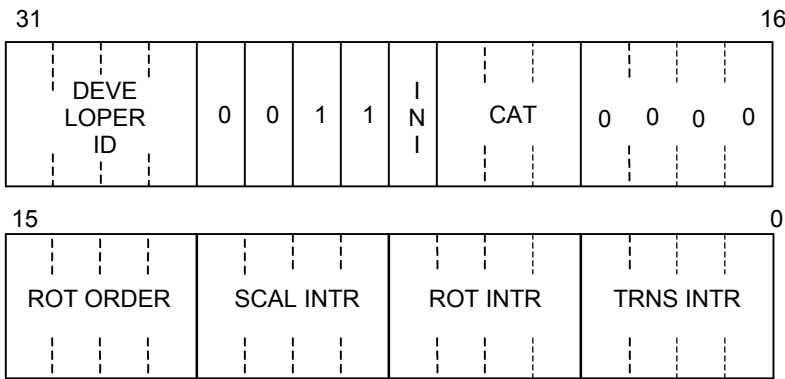 31 16
DEVE
LOPER
ID
0 0 1 1
I
N
I
CAT
0 0 0 0
15 0
ROT ORDER SCAL INTR ROT INTR TRNS INTR